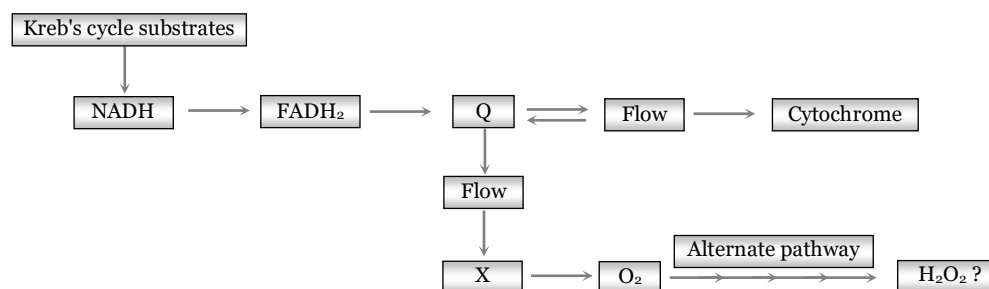 Kreb's cycle substrates
NADH
FADH₂
Q
Flow
Cytochrome
Flow
Alternate pathway
X
O₂
H₂O₂ ?